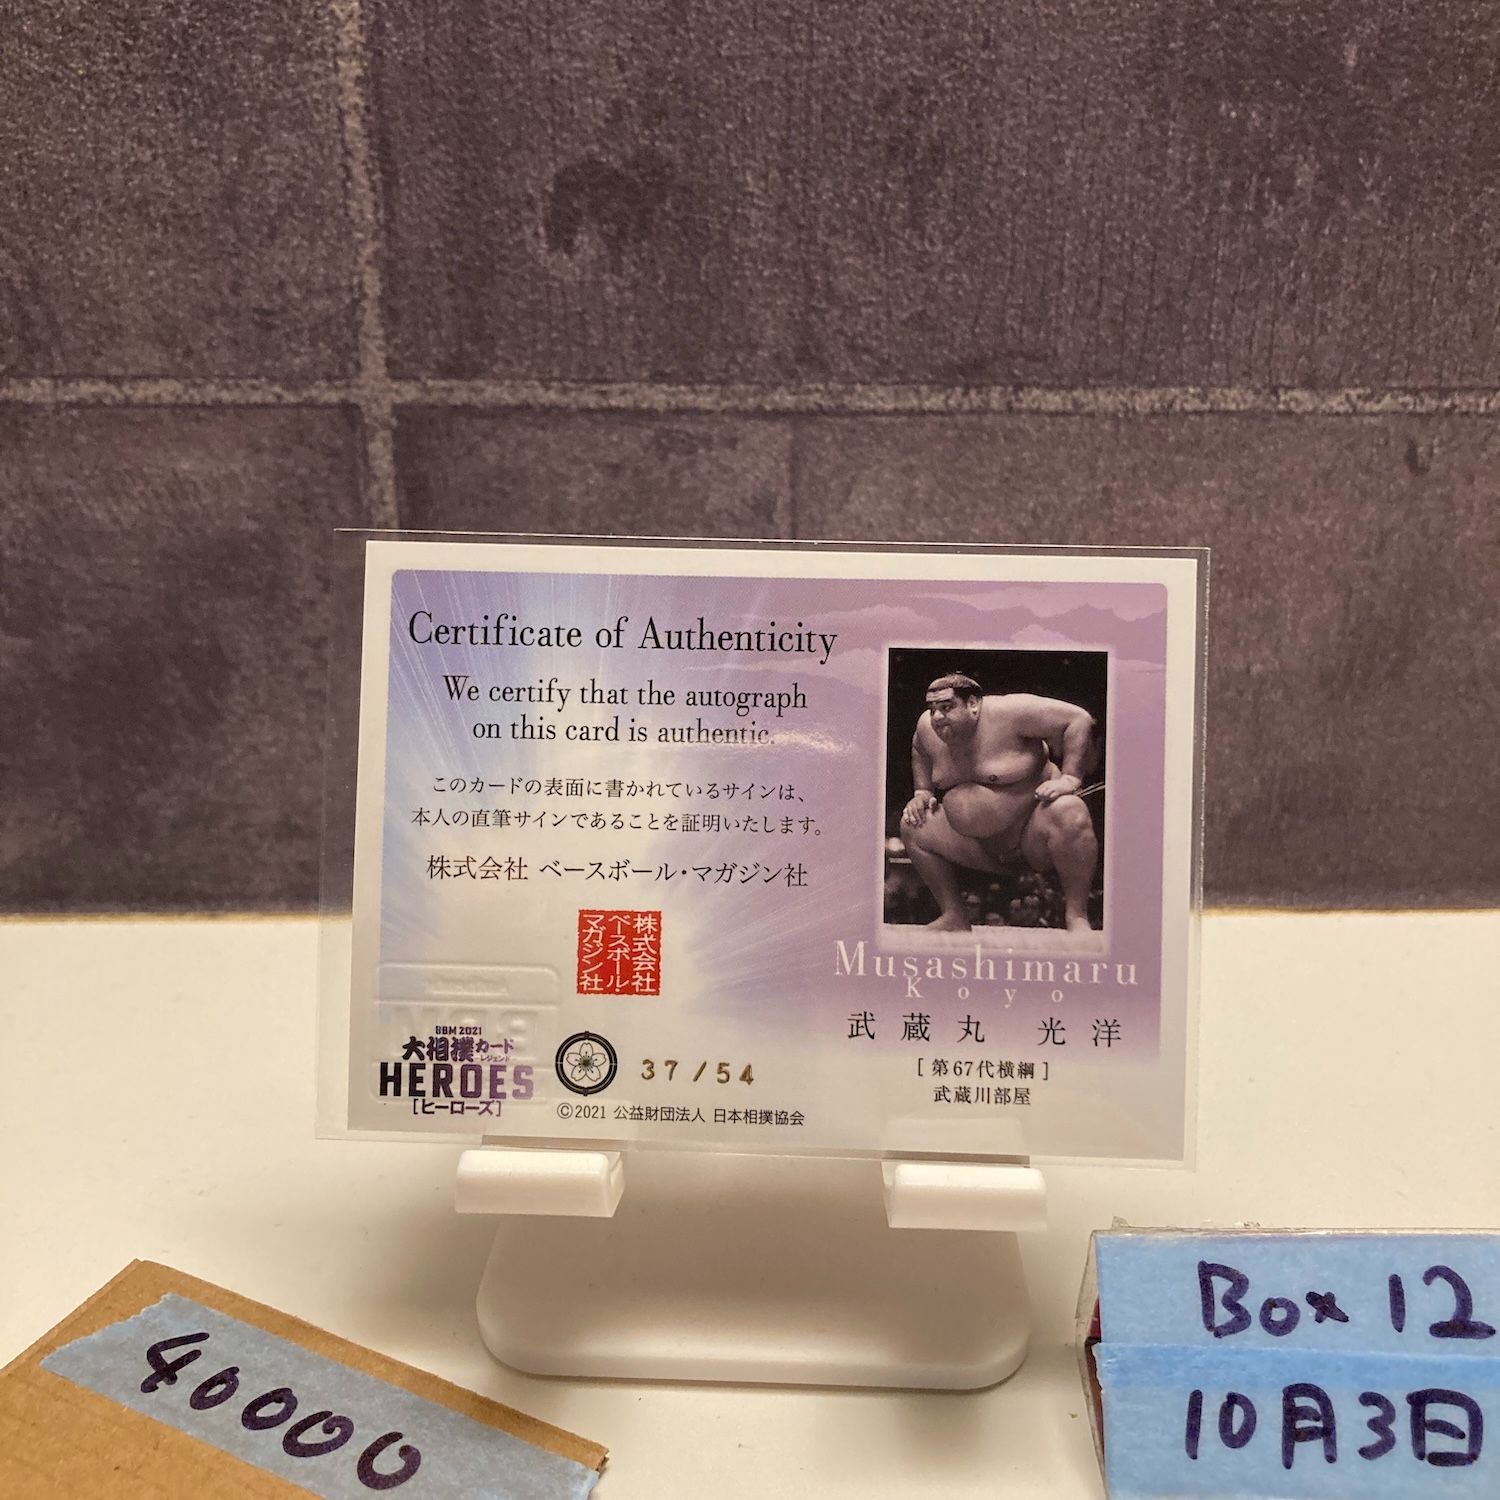 Certificate of Authenticity
We certify that the autograph
on this card is authentic.
このカードの表面に書かれているサインは、
本人の直筆サインであることを証明いたします。
株式会社 ベースボール・マガジン社
株式会社
ベースボール・
マガジン社
Musashimaru
Koyo
武蔵丸 光洋
[第67代横綱]
武蔵川部屋
BBM 2021
大相撲カード
レジェンド
HEROES
[ヒーローズ]
37/54
©2021 公益財団法人 日本相撲協会
40000
Box 12
10月3日